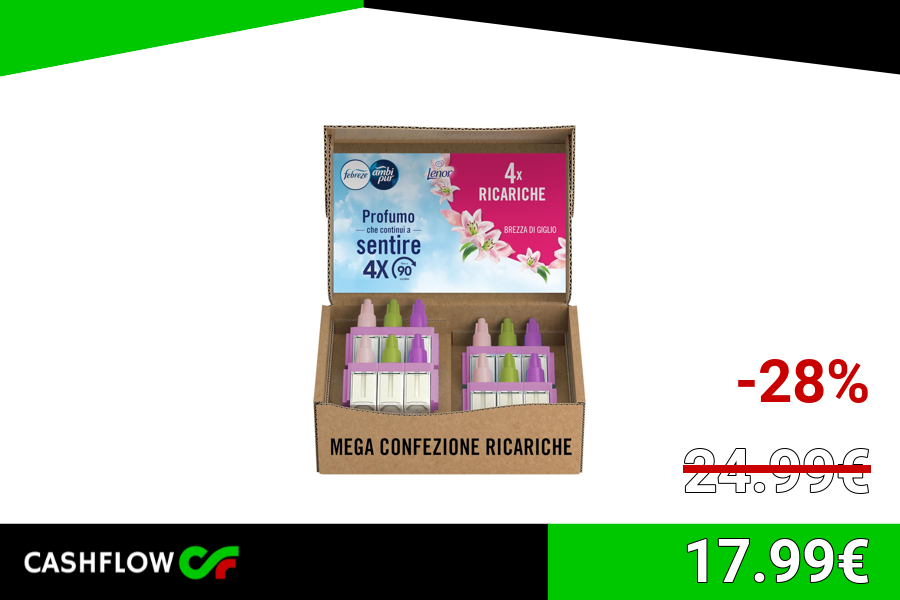 febreze
ambi
pur
Lenor
4x
RICARICHE
Profumo
che continui a
sentire
4X
90
BREZZA DI GIGLIO
MEGA CONFEZIONE RICARICHE
-28%
24.99€
CASHFLOW
17.99€